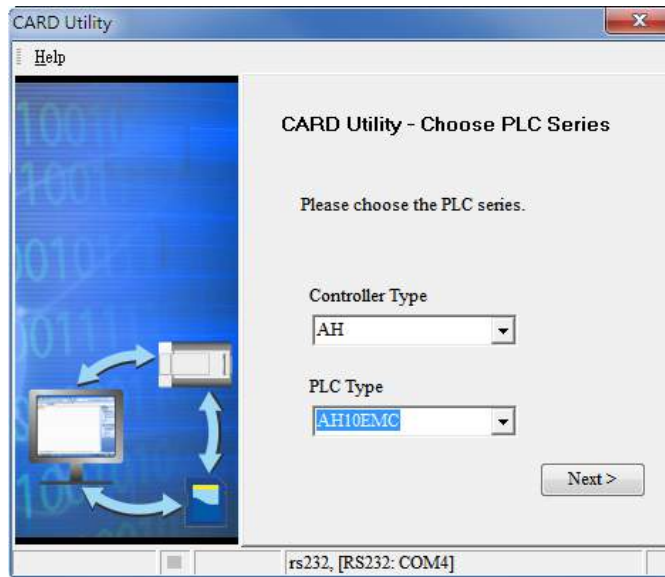 CARD Utility
Help
CARD Utility - Choose PLC Series
Please choose the PLC series.
Controller Type
AH
PLC Type
AH10EMC
Next >
rs232, [RS232: COM4]